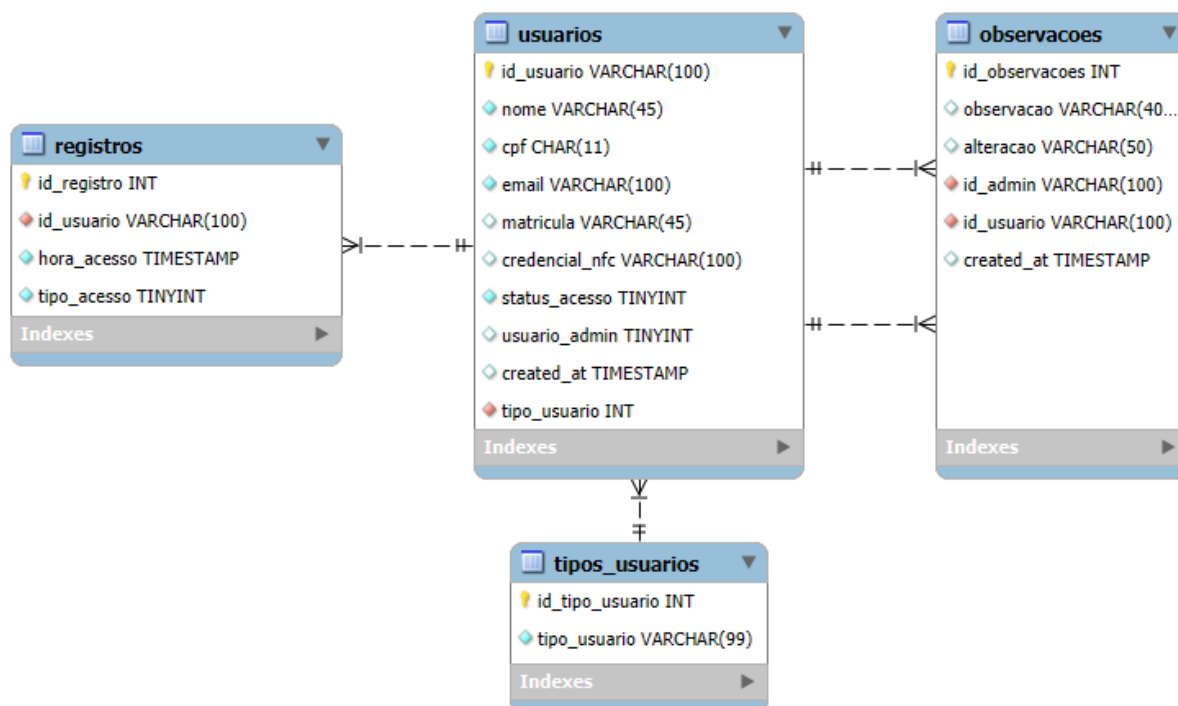 registros
id_registro INT
id_usuario VARCHAR(100)
hora_acesso TIMESTAMP
tipo_acesso TINYINT
Indexes
usuarios
id_usuario VARCHAR(100)
nome VARCHAR(45)
cpf CHAR(11)
email VARCHAR(100)
matricula VARCHAR(45)
credencial_nfc VARCHAR(100)
status_acesso TINYINT
usuario_admin TINYINT
created_at TIMESTAMP
tipo_usuario INT
Indexes
observacoes
id_observacoes INT
observacao VARCHAR(40...
alteracao VARCHAR(50)
id_admin VARCHAR(100)
id_usuario VARCHAR(100)
created_at TIMESTAMP
Indexes
tipos_usuarios
id_tipo_usuario INT
tipo_usuario VARCHAR(99)
Indexes